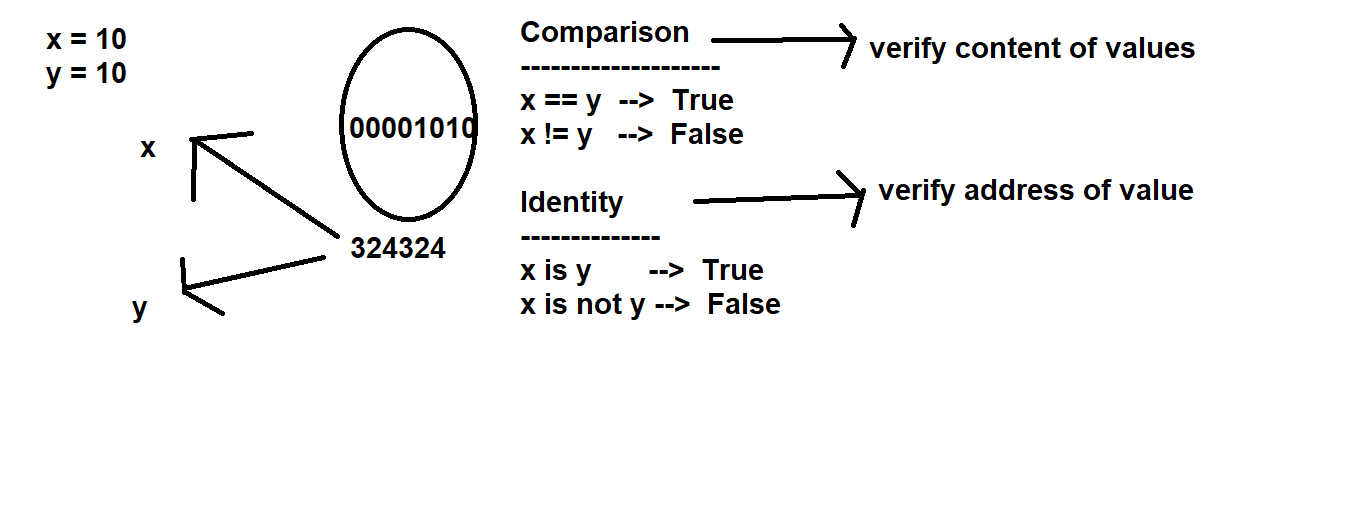 x = 10
y = 10
x
y
00001010
324324
Comparison
--------------------
x == y --> True
x != y --> False
verify content of values
Identity
--------------
x is y --> True
x is not y --> False
verify address of value